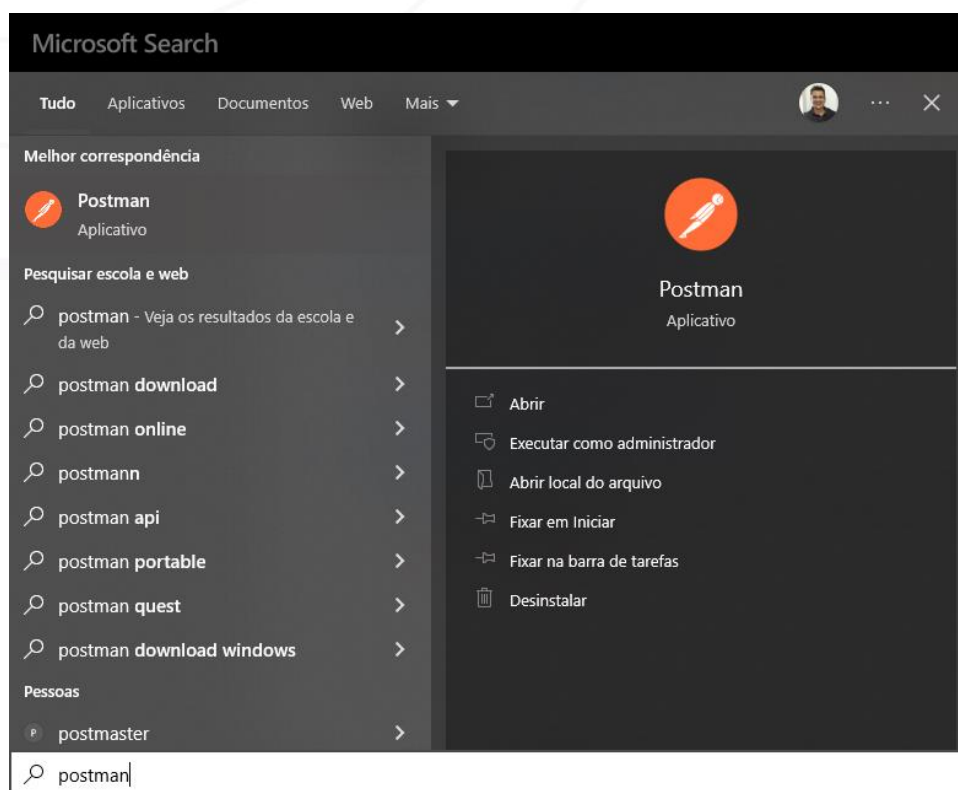 Microsoft Search
Tudo Aplicativos Documentos Web Mais
Melhor correspondência
Postman
Aplicativo
Pesquisar escola e web
postman - Veja os resultados da escola e
da web
postman download
postman online
postmann
postman api
postman portable
postman quest
postman download windows
Pessoas
P postmaster
postman
Postman
Aplicativo
Abrir
Executar como administrador
Abrir local do arquivo
Fixar em Iniciar
Fixar na barra de tarefas
Desinstalar